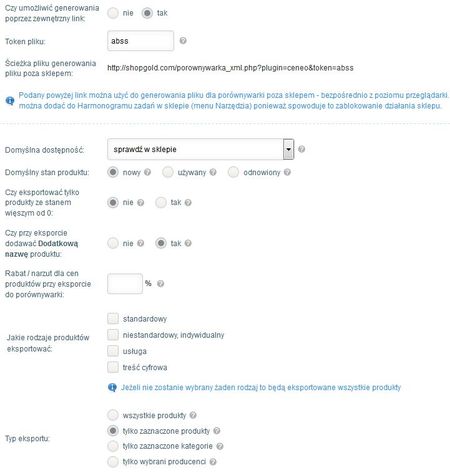 Czy umożliwić generowania
poprzez zewnętrzny link:
nie
tak
Token pliku:
abss
Ścieżka pliku generowania
pliku poza sklepem:
http://shopgold.com/porownywarka_xml.php?plugin=ceneo&token=abss
Podany powyżej link można użyć do generowania pliku dla porównywarki poza sklepem - bezpośrednio z poziomu przeglądarki.
można dodać do Harmonogramu zadań w sklepie (menu Narzędzia) ponieważ spowoduje to zablokowanie działania sklepu.
Domyślna dostępność:
sprawdź w sklepie
Domyślny stan produktu:
nowy
używany
odnowiony
Czy eksportować tylko
produkty ze stanem
większym od 0:
nie
tak
Czy przy eksporcie
dodawać Dodatkową
nazwę produktu:
nie
tak
Rabat / narzut dla cen
produktów przy eksporcie
do porównywarki:
%
Jakie rodzaje produktów
eksportować:
standardowy
niestandardowy, indywidualny
usługa
treść cyfrowa
Jeżeli nie zostanie wybrany żaden rodzaj to będą eksportowane wszystkie produkty
Typ eksportu:
wszystkie produkty
tylko zaznaczone produkty
tylko zaznaczone kategorie
tylko wybrani producenci